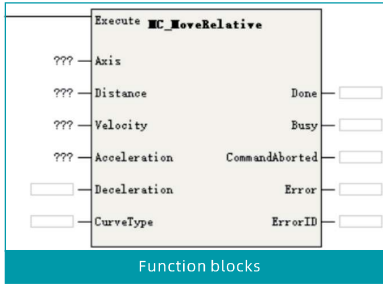 Execute MC_MoveRelative
??? Axis
??? Distance Done
??? Velocity Busy
??? Acceleration CommandAborted
Deceleration Error
CurveType ErrorID
Function blocks